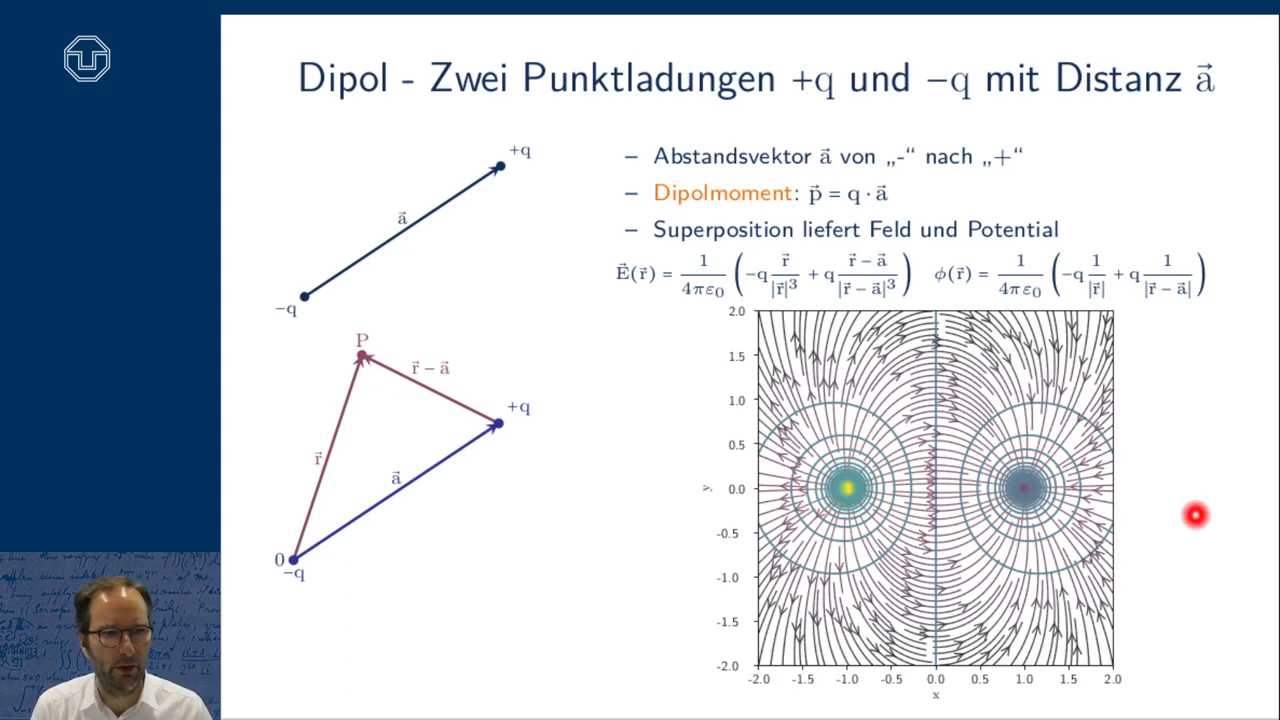 Dipol - Zwei Punktladungen +q und −q mit Distanz a⃗
+q
a⃗
−q
– Abstandsvektor a⃗ von „-“ nach „+“
– Dipolmoment: p⃗ = q · a⃗
– Superposition liefert Feld und Potential
E⃗(r⃗) = 1/(4πε₀) (−q r⃗/|r⃗|³ + q (r⃗ − a⃗)/|r⃗ − a⃗|³) ϕ(r⃗) = 1/(4πε₀) (−q 1/|r⃗| + q 1/|r⃗ − a⃗|)
P
r⃗ − a⃗
+q
r⃗
a⃗
0
−q
2.0
1.5
1.0
0.5
0.0
-0.5
-1.0
-1.5
-2.0
y
-2.0 -1.5 -1.0 -0.5 0.0 0.5 1.0 1.5 2.0
x